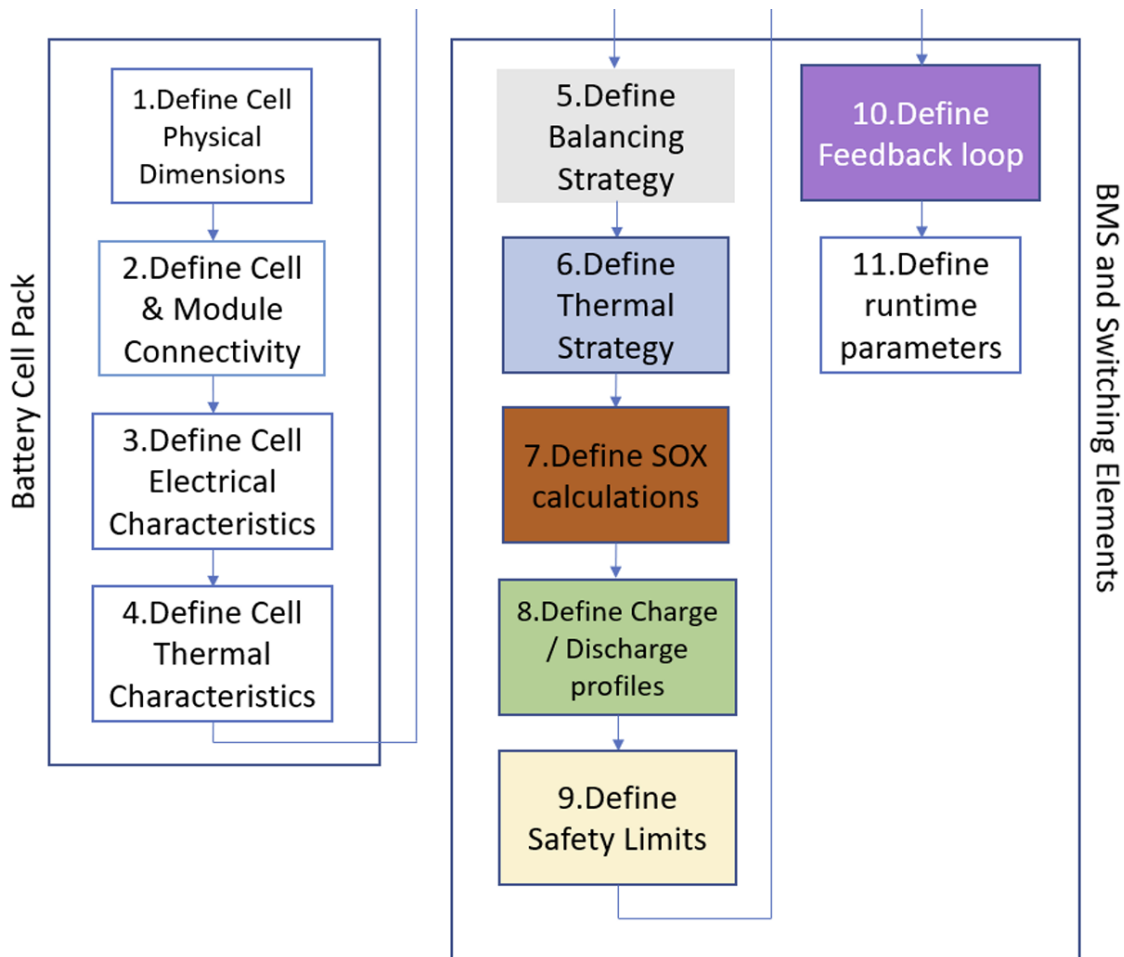 Battery Cell Pack
1.Define Cell
Physical
Dimensions
2.Define Cell
& Module
Connectivity
3.Define Cell
Electrical
Characteristics
4.Define Cell
Thermal
Characteristics
5.Define
Balancing
Strategy
6.Define
Thermal
Strategy
7.Define SOX
calculations
8.Define Charge
/ Discharge
profiles
9.Define
Safety Limits
10.Define
Feedback loop
11.Define
runtime
parameters
BMS and Switching Elements